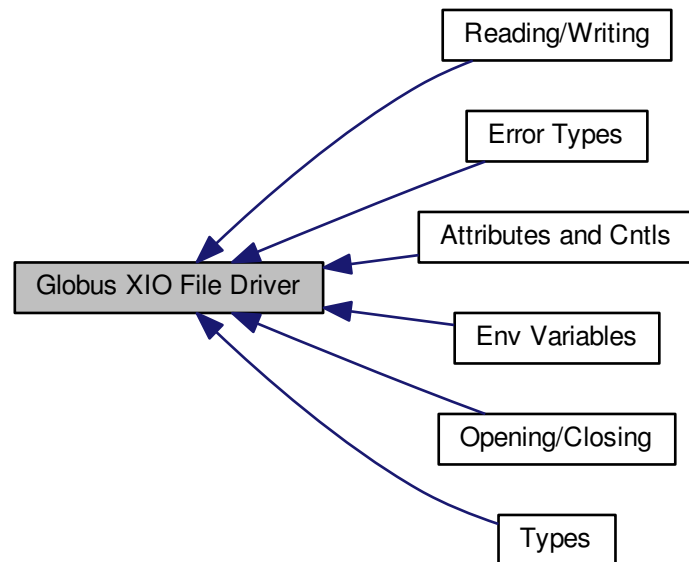 Reading/Writing
Error Types
Attributes and Cntls
Globus XIO File Driver
Env Variables
Opening/Closing
Types